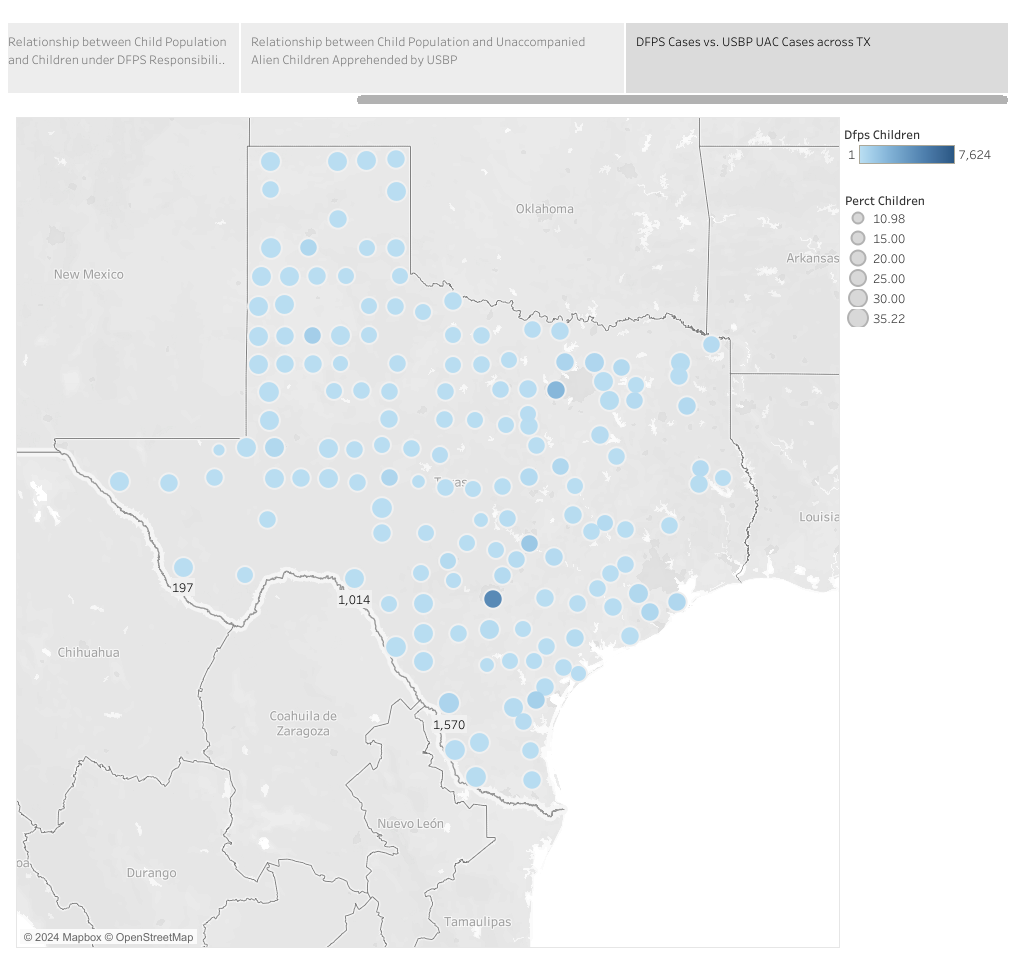 Relationship between Child Population
and Children under DFPS Responsibili..
Relationship between Child Population and Unaccompanied
Alien Children Apprehended by USBP
DFPS Cases vs. USBP UAC Cases across TX
Dfps Children
1
7,624
Perct Children
10.98
15.00
20.00
25.00
30.00
35.22
Oklahoma
New Mexico
Arkansas
Texas
Louisia
197
1,014
Chihuahua
Coahuila de
Zaragoza
1,570
Nuevo León
oa
Durango
Tamaulipas
© 2024 Mapbox © OpenStreetMap